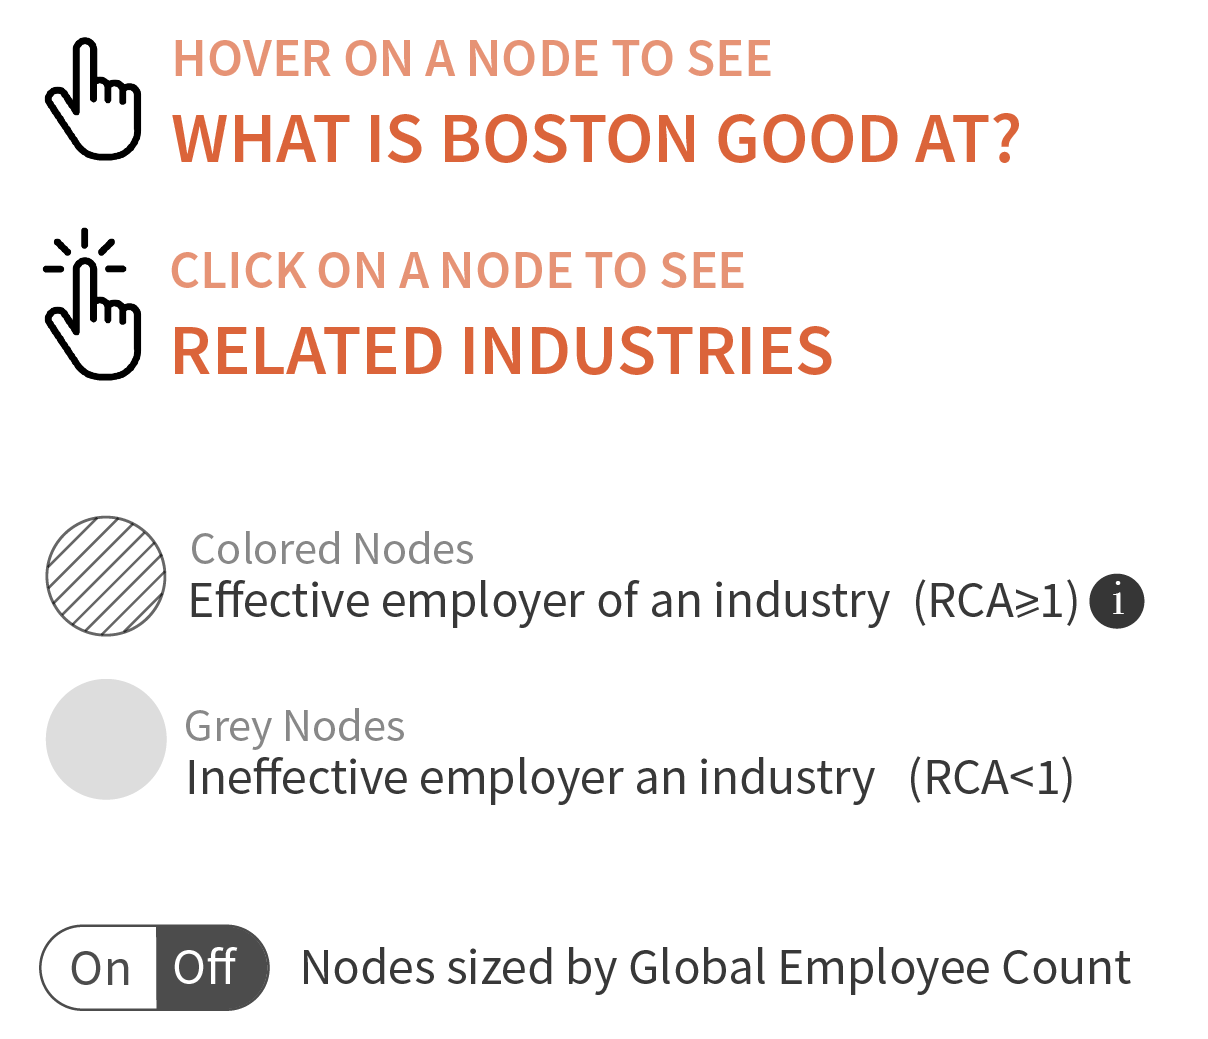 HOVER ON A NODE TO SEE
WHAT IS BOSTON GOOD AT?
CLICK ON A NODE TO SEE
RELATED INDUSTRIES
Colored Nodes
Effective employer of an industry (RCA⩾1) i
Grey Nodes
Ineffective employer an industry (RCA<1)
On Off Nodes sized by Global Employee Count